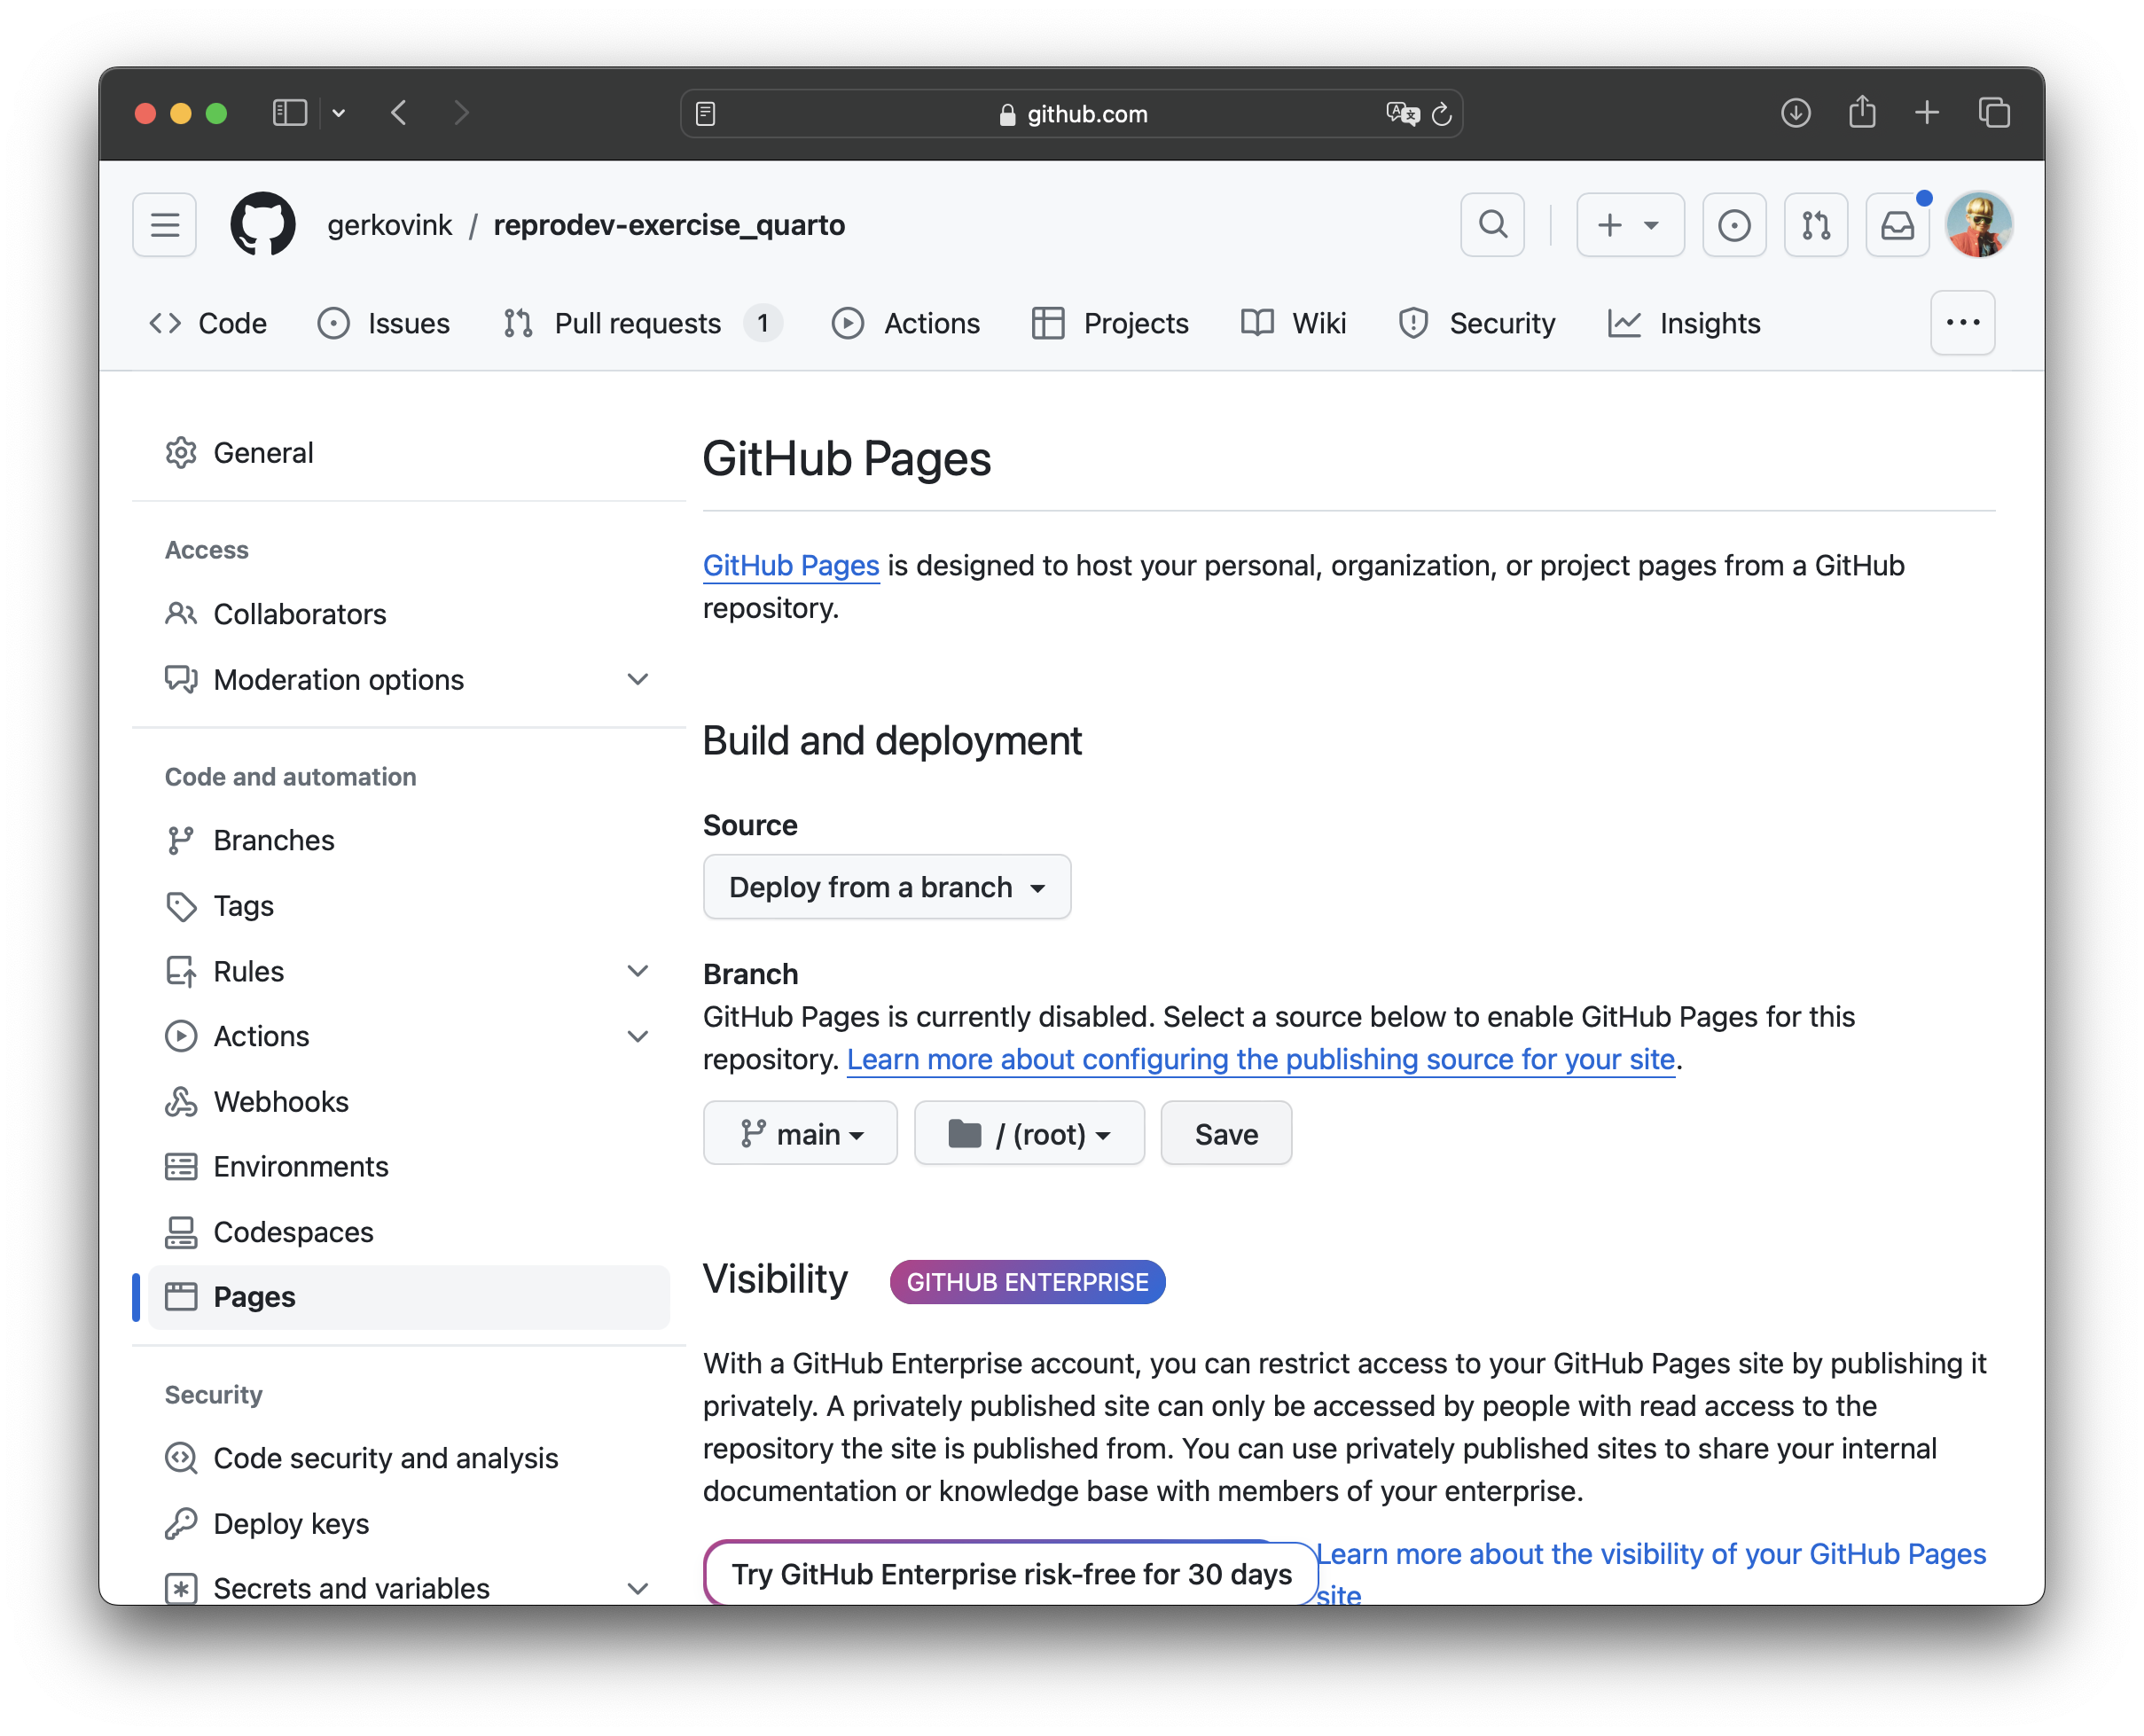 github.com
gerkovink / reprodev-exercise_quarto
Code Issues Pull requests 1 Actions Projects Wiki Security Insights
General
Access
Collaborators
Moderation options
Code and automation
Branches
Tags
Rules
Actions
Webhooks
Environments
Codespaces
Pages
Security
Code security and analysis
Deploy keys
Secrets and variables
GitHub Pages
GitHub Pages is designed to host your personal, organization, or project pages from a GitHub
repository.
Build and deployment
Source
Deploy from a branch
Branch
GitHub Pages is currently disabled. Select a source below to enable GitHub Pages for this
repository. Learn more about configuring the publishing source for your site.
main / (root) Save
Visibility GITHUB ENTERPRISE
With a GitHub Enterprise account, you can restrict access to your GitHub Pages site by publishing it
privately. A privately published site can only be accessed by people with read access to the
repository the site is published from. You can use privately published sites to share your internal
documentation or knowledge base with members of your enterprise.
Try GitHub Enterprise risk-free for 30 days
Learn more about the visibility of your GitHub Pages
site